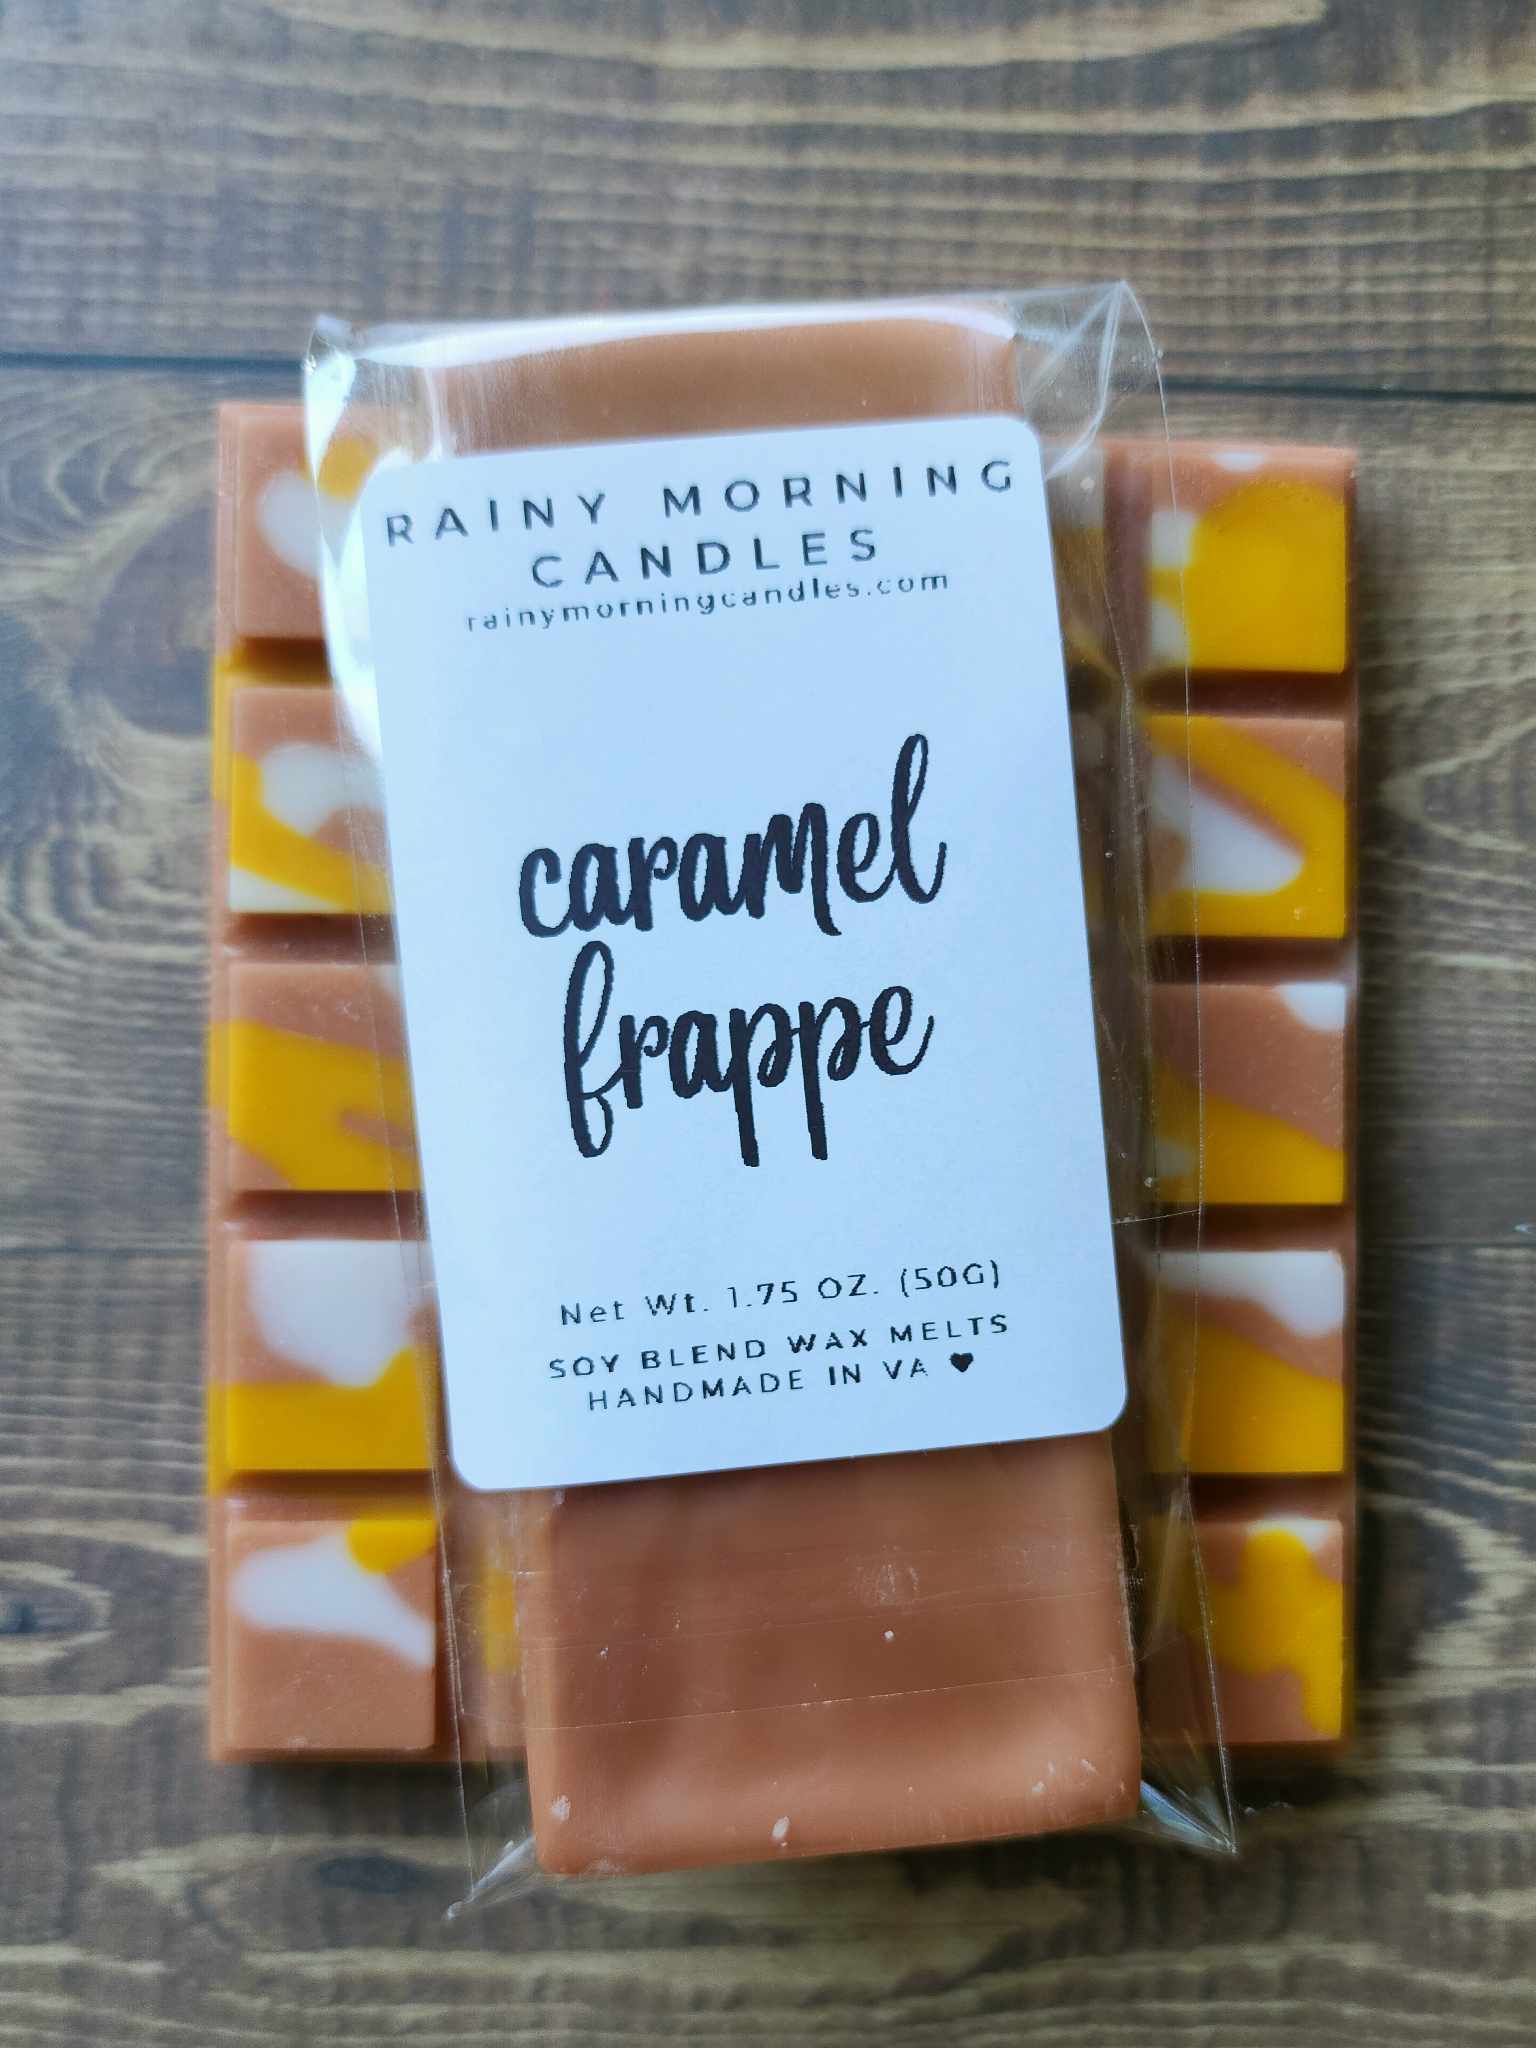 RAINY MORNING
CANDLES
rainymorningcandles.com
caramel
frappe
Net Wt. 1.75 OZ. (50G)
SOY BLEND WAX MELTS
HANDMADE IN VA ♥